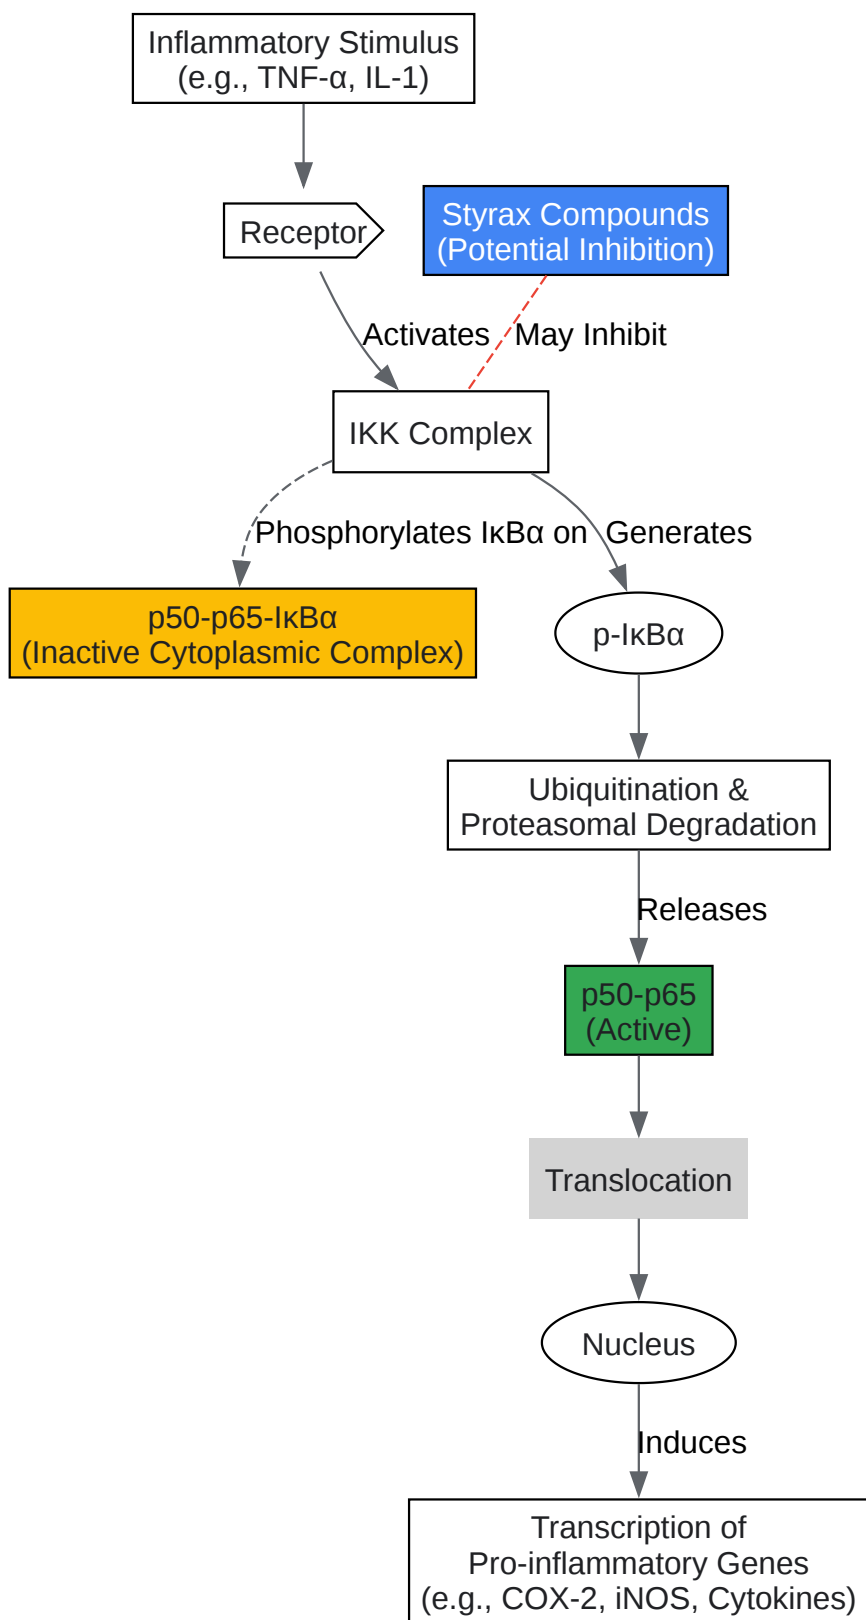 Inflammatory Stimulus
(e.g., TNF-α, IL-1)
Receptor
Styrax Compounds
(Potential Inhibition)
Activates
May Inhibit
IKK Complex
Phosphorylates IκBα on
Generates
p50-p65-IκBα
(Inactive Cytoplasmic Complex)
p-IκBα
Ubiquitination &
Proteasomal Degradation
Releases
p50-p65
(Active)
Translocation
Nucleus
Induces
Transcription of
Pro-inflammatory Genes
(e.g., COX-2, iNOS, Cytokines)